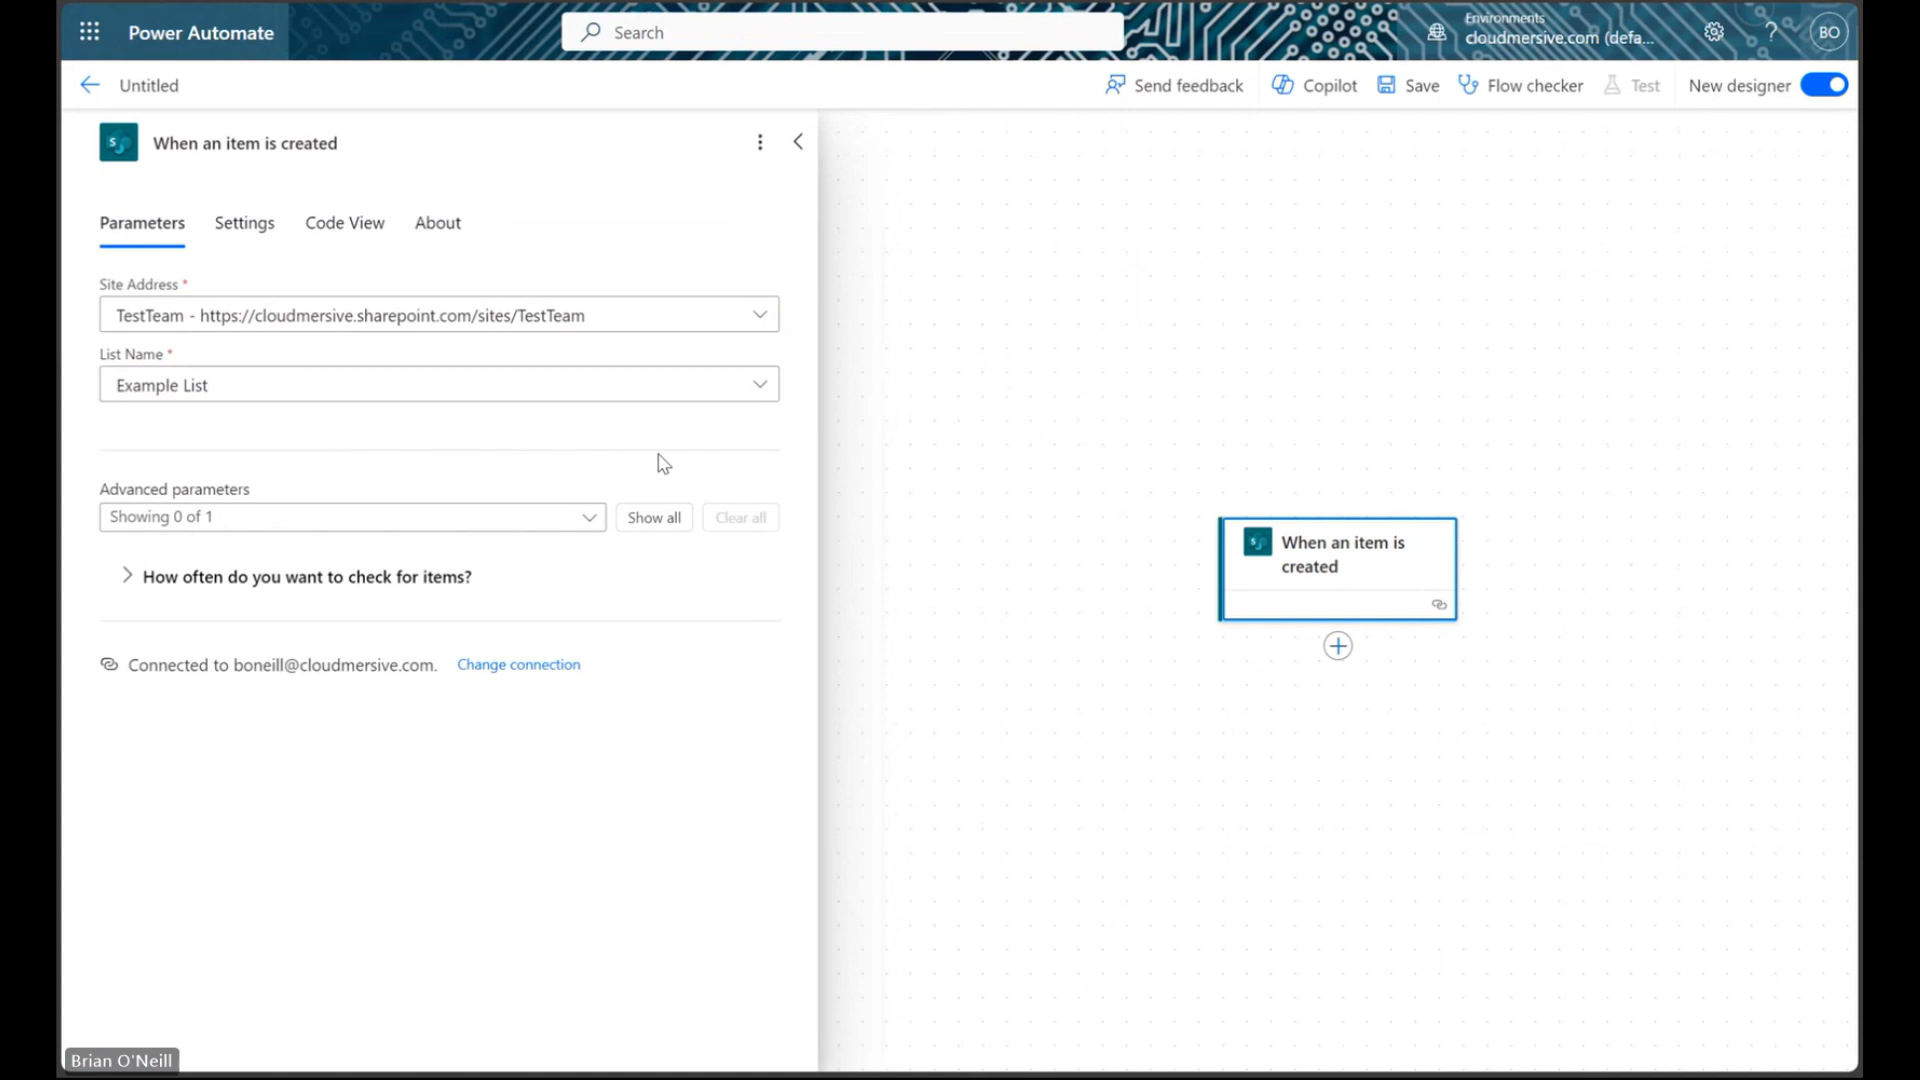 Power Automate
Search
Environments
cloudmersive.com (defa...
BO
Untitled
Send feedback
Copilot
Save
Flow checker
Test
New designer
When an item is created
Parameters
Settings
Code View
About
Site Address *
TestTeam - https://cloudmersive.sharepoint.com/sites/TestTeam
List Name *
Example List
Advanced parameters
Showing 0 of 1
Show all
Clear all
How often do you want to check for items?
Connected to boneill@cloudmersive.com.
Change connection
When an item is
created
Brian O'Neill